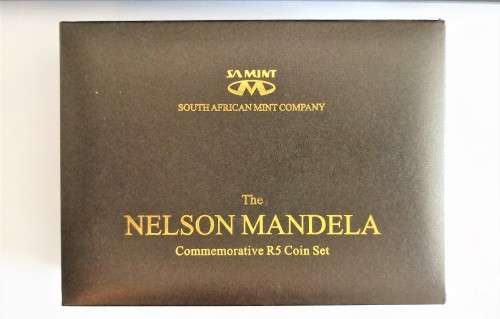 SA MINT
SOUTH AFRICAN MINT COMPANY
The
NELSON MANDELA
Commemorative R5 Coin Set